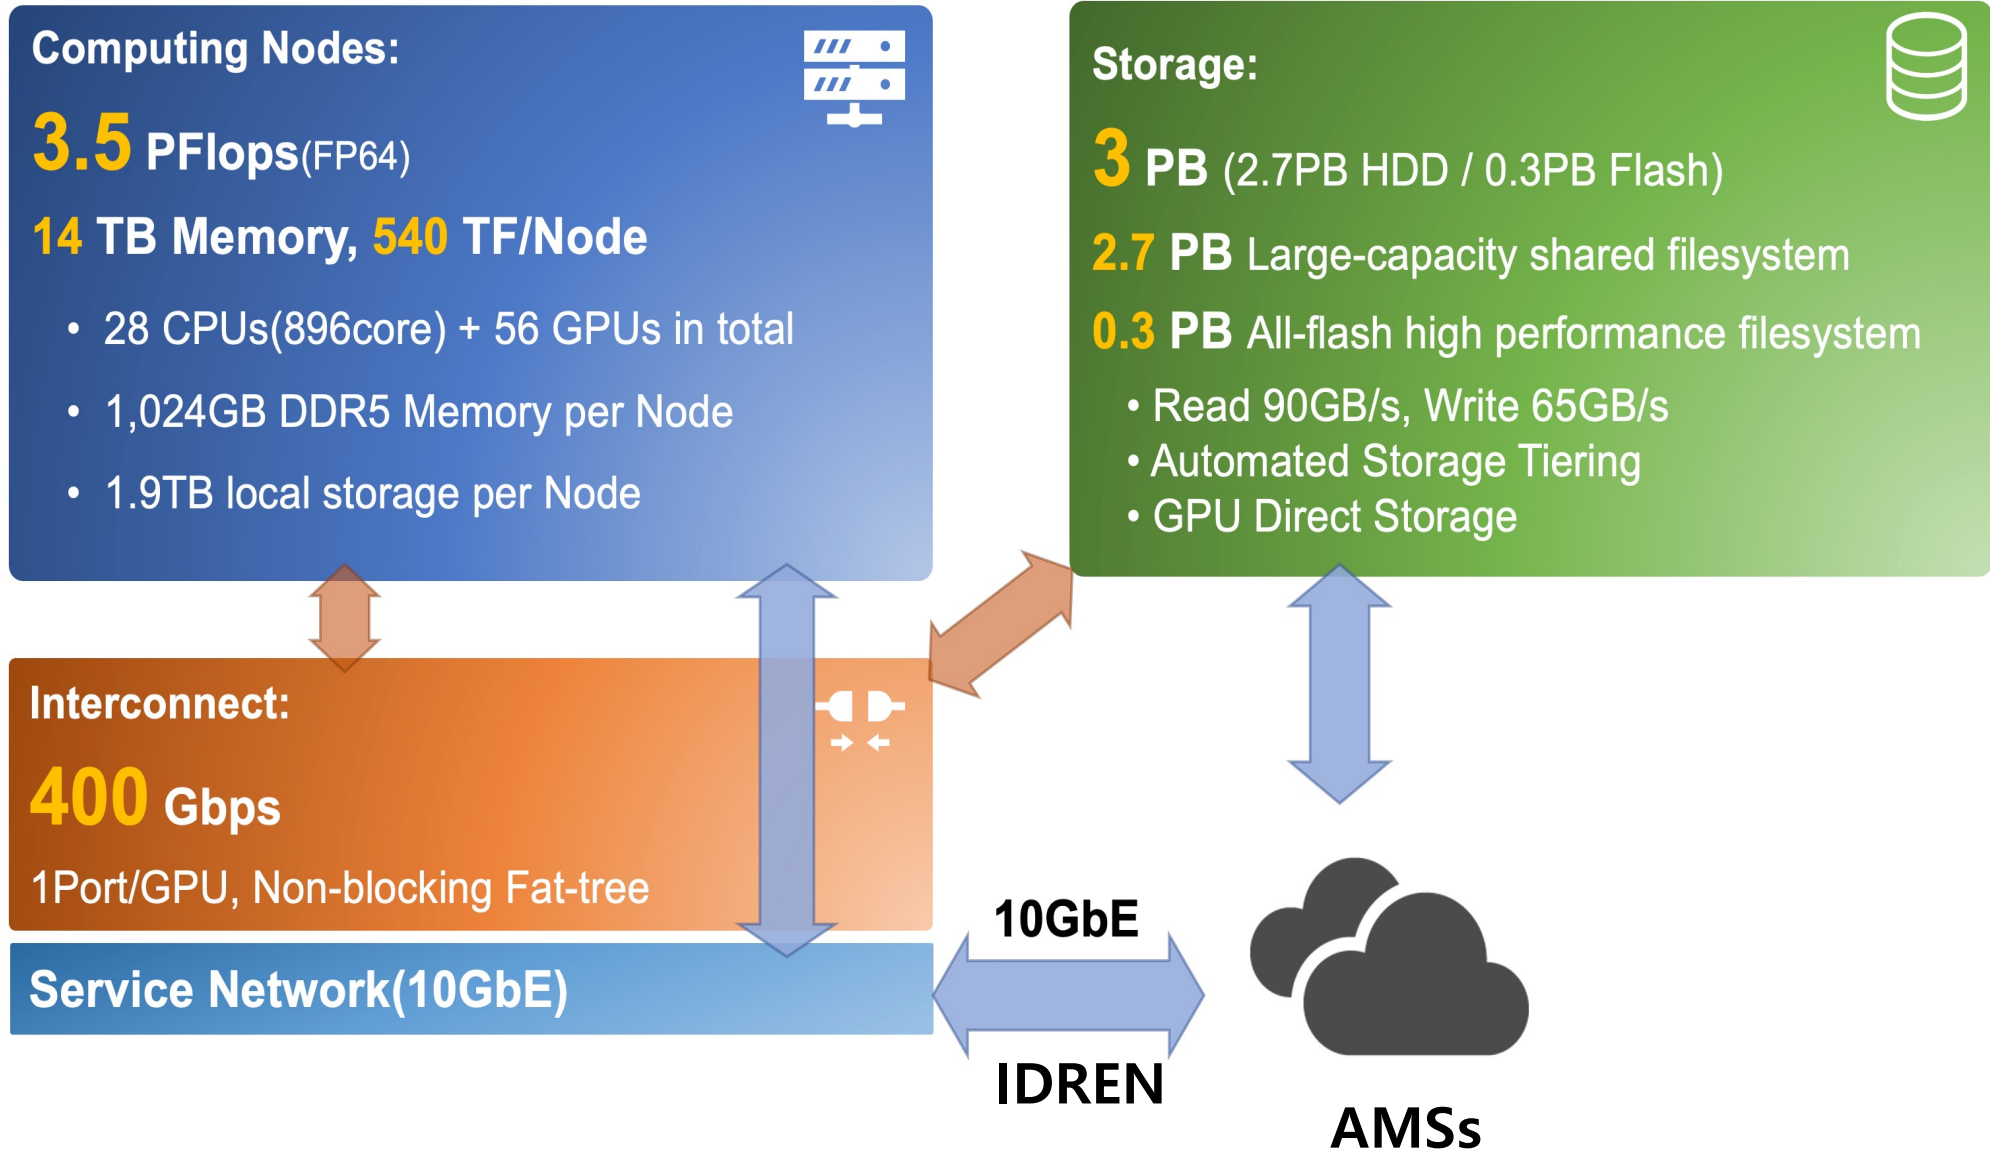 Computing Nodes:
3.5 PFlops(FP64)
14 TB Memory, 540 TF/Node
• 28 CPUs(896core) + 56 GPUs in total
• 1,024GB DDR5 Memory per Node
• 1.9TB local storage per Node
Storage:
3 PB (2.7PB HDD / 0.3PB Flash)
2.7 PB Large-capacity shared filesystem
0.3 PB All-flash high performance filesystem
• Read 90GB/s, Write 65GB/s
• Automated Storage Tiering
• GPU Direct Storage
Interconnect:
400 Gbps
1Port/GPU, Non-blocking Fat-tree
Service Network(10GbE)
10GbE
IDREN
AMSs